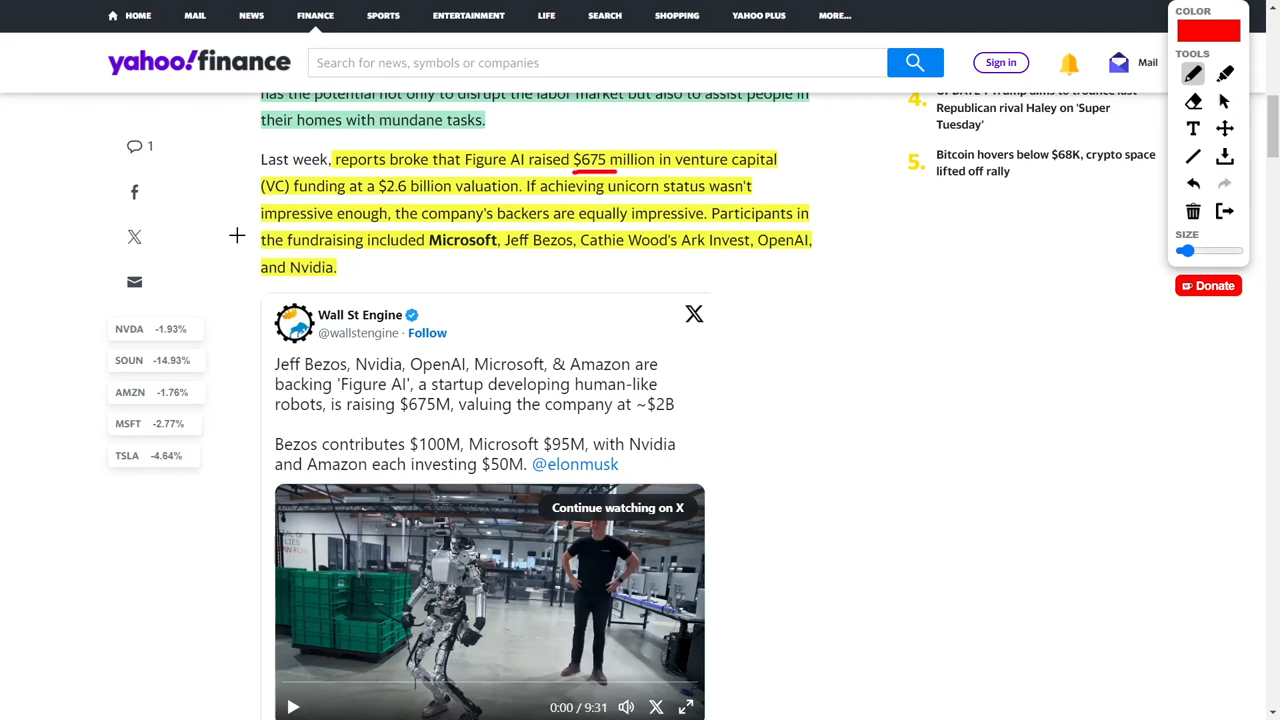 HOME MAIL NEWS FINANCE SPORTS ENTERTAINMENT LIFE SEARCH SHOPPING YAHOO PLUS MORE...
yahoo!finance
Search for news, symbols or companies
Sign in
Mail
has the potential not only to disrupt the labor market but also to assist people in
their homes with mundane tasks.
1
Last week, reports broke that Figure AI raised $675 million in venture capital
(VC) funding at a $2.6 billion valuation. If achieving unicorn status wasn't
impressive enough, the company's backers are equally impressive. Participants in
the fundraising included Microsoft, Jeff Bezos, Cathie Wood's Ark Invest, OpenAI,
and Nvidia.
NVDA -1.93%
SOUN -14.93%
AMZN -1.76%
MSFT -2.77%
TSLA -4.64%
Wall St Engine
@wallstengine · Follow
Jeff Bezos, Nvidia, OpenAI, Microsoft, & Amazon are
backing 'Figure AI', a startup developing human-like
robots, is raising $675M, valuing the company at ~$2B
Bezos contributes $100M, Microsoft $95M, with Nvidia
and Amazon each investing $50M. @elonmusk
Continue watching on X
0:00 / 9:31
4. UPDATE 1-Trump aims to trounce last
Republican rival Haley on 'Super
Tuesday'
5. Bitcoin hovers below $68K, crypto space
lifted off rally
COLOR
TOOLS
T
SIZE
Donate